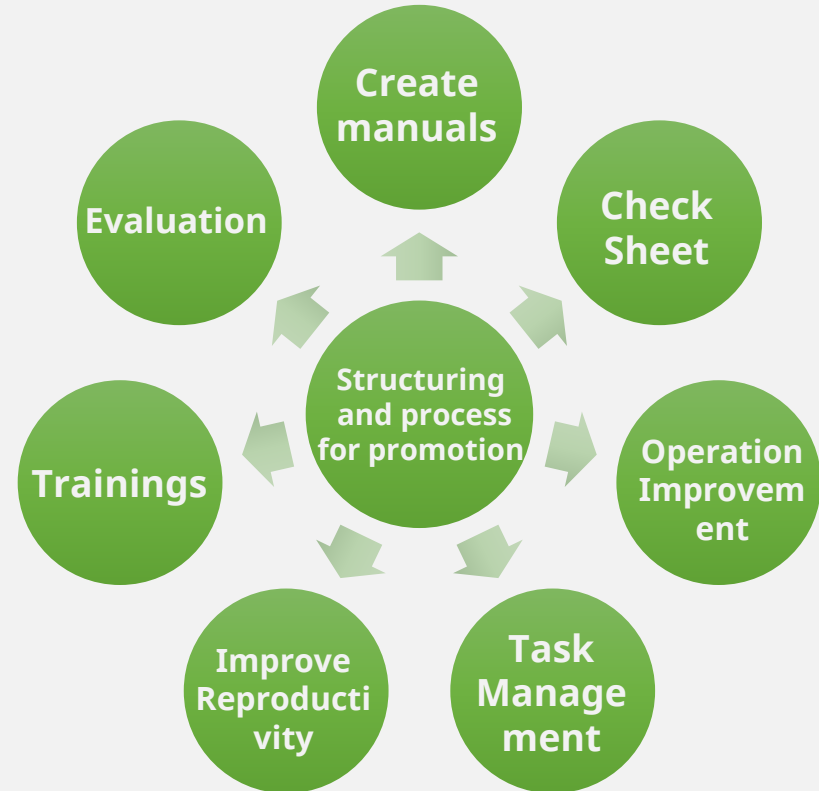 Create
manuals
Check
Sheet
Operation
Improvem
ent
Task
Manage
ment
Improve
Reproducti
vity
Trainings
Evaluation
Structuring
and process
for promotion